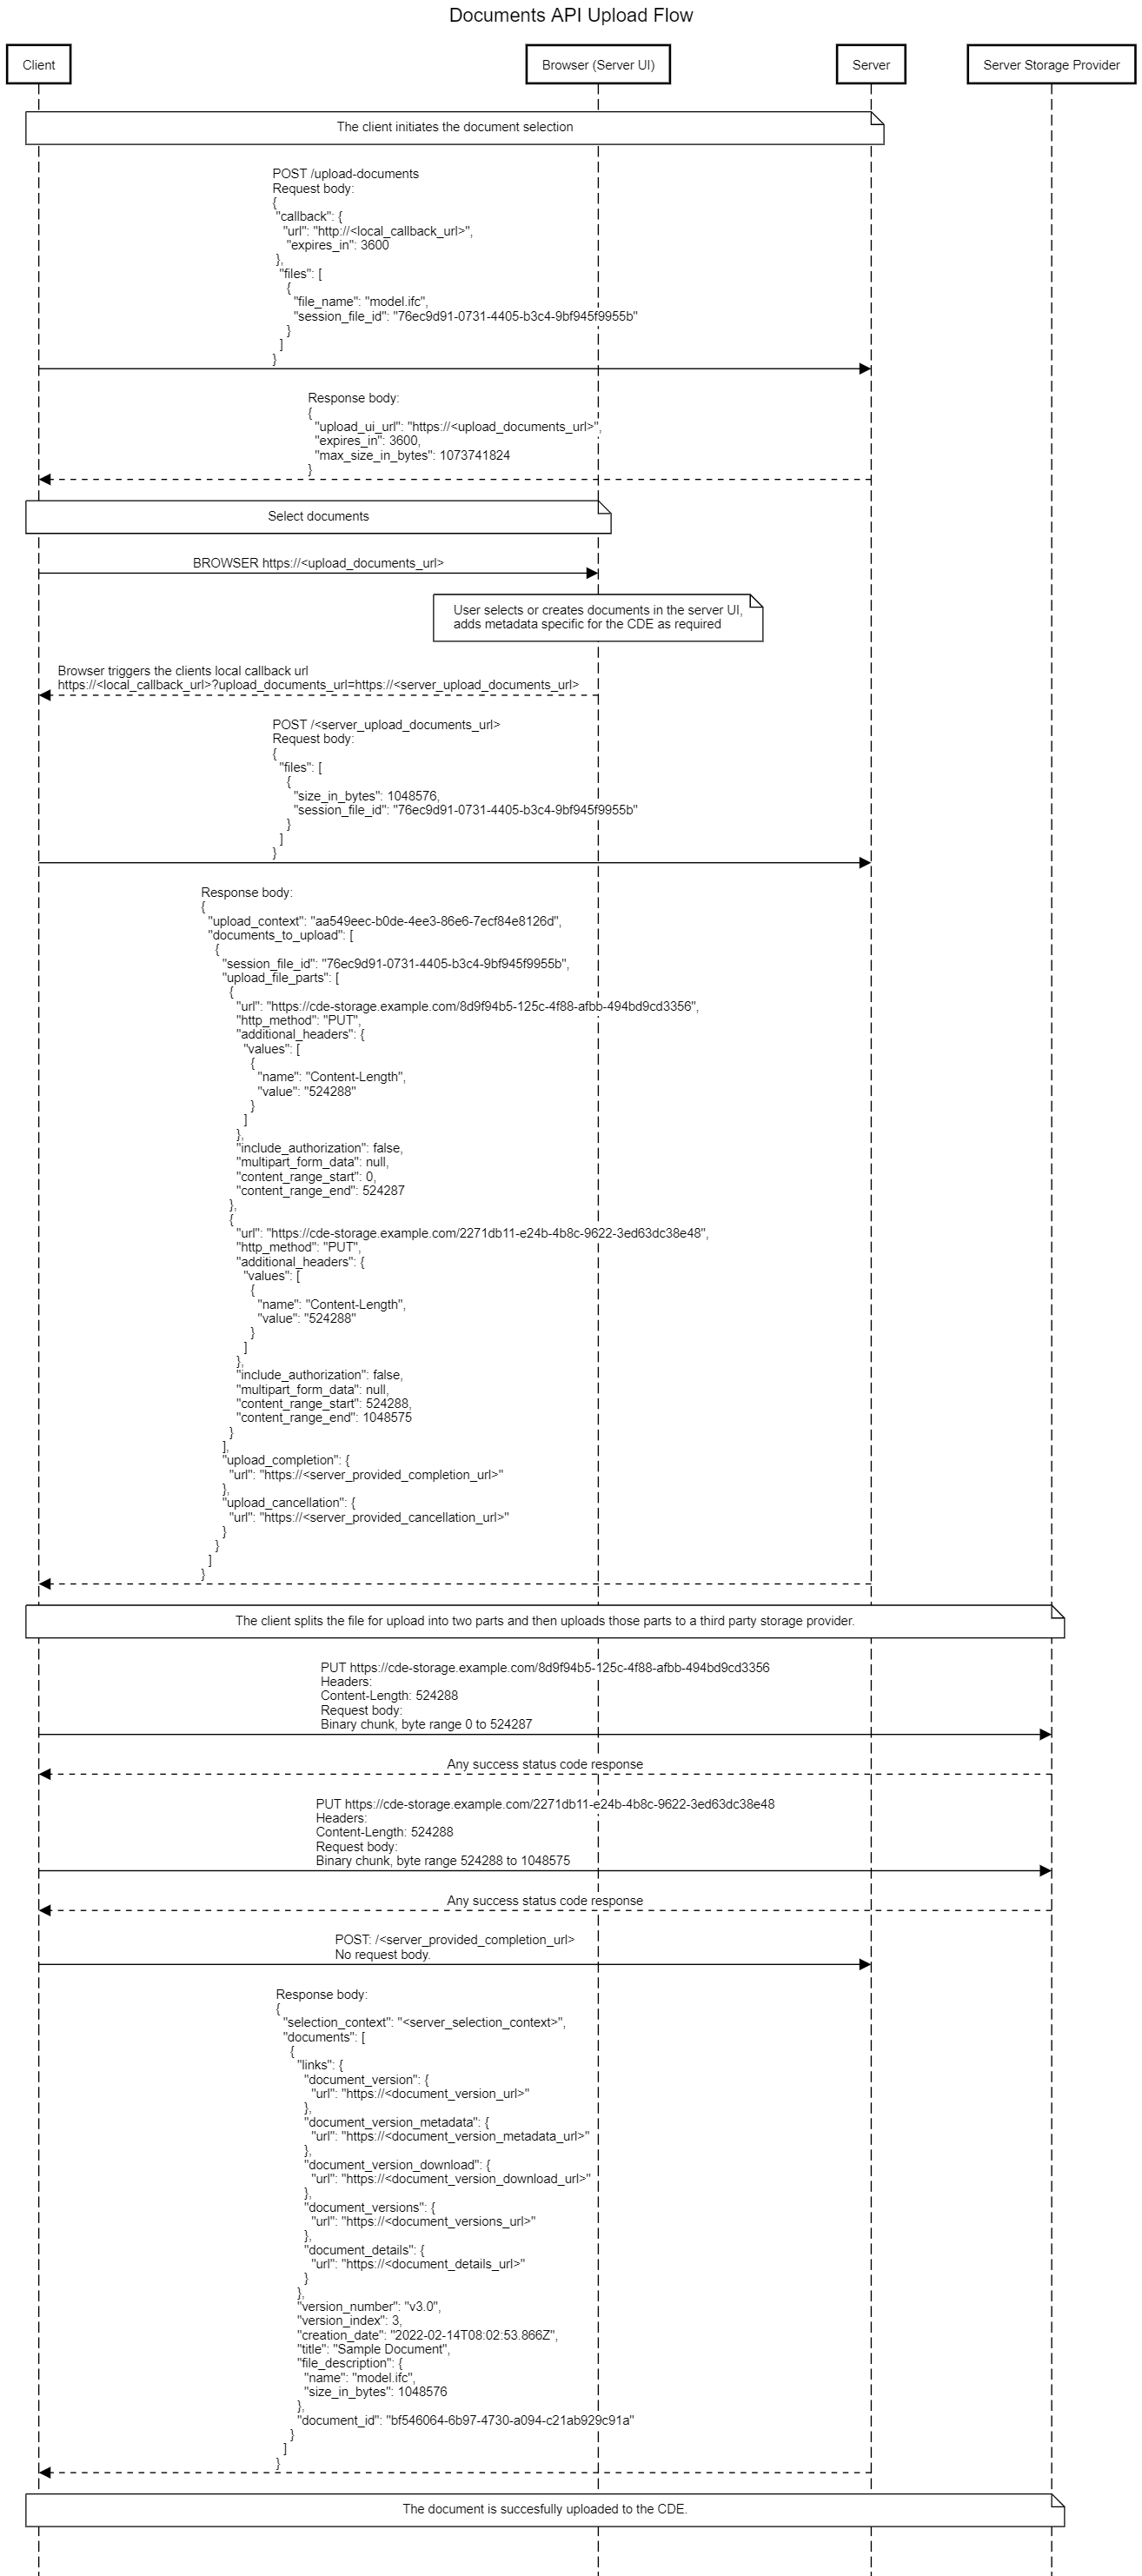 Documents API Upload Flow
Client
Browser (Server UI)
Server
Server Storage Provider
The client initiates the document selection
POST /upload-documents
Request body:
{
"callback": {
"url": "http://<local_callback_url>",
"expires_in": 3600
},
"files": [
{
"file_name": "model.ifc",
"session_file_id": "76ec9d91-0731-4405-b3c4-9bf945f9955b"
}
]
}
Response body:
{
"upload_ui_url": "https://<upload_documents_url>",
"expires_in": 3600,
"max_size_in_bytes": 1073741824
}
Select documents
BROWSER https://<upload_documents_url>
User selects or creates documents in the server UI,
adds metadata specific for the CDE as required
Browser triggers the clients local callback url
https://<local_callback_url>?upload_documents_url=https://<server_upload_documents_url>
POST /<server_upload_documents_url>
Request body:
{
"files": [
{
"size_in_bytes": 1048576,
"session_file_id": "76ec9d91-0731-4405-b3c4-9bf945f9955b"
}
]
}
Response body:
{
"upload_context": "aa549eec-b0de-4ee3-86e6-7ecf84e8126d",
"documents_to_upload": [
{
"session_file_id": "76ec9d91-0731-4405-b3c4-9bf945f9955b",
"upload_file_parts": [
{
"url": "https://cde-storage.example.com/8d9f94b5-125c-4f88-afbb-494bd9cd3356",
"http_method": "PUT",
"additional_headers": {
"values": [
{
"name": "Content-Length",
"value": "524288"
}
]
},
"include_authorization": false,
"multipart_form_data": null,
"content_range_start": 0,
"content_range_end": 524287
},
{
"url": "https://cde-storage.example.com/2271db11-e24b-4b8c-9622-3ed63dc38e48",
"http_method": "PUT",
"additional_headers": {
"values": [
{
"name": "Content-Length",
"value": "524288"
}
]
},
"include_authorization": false,
"multipart_form_data": null,
"content_range_start": 524288,
"content_range_end": 1048575
}
],
"upload_completion": {
"url": "https://<server_provided_completion_url>"
},
"upload_cancellation": {
"url": "https://<server_provided_cancellation_url>"
}
}
]
}
The client splits the file for upload into two parts and then uploads those parts to a third party storage provider.
PUT https://cde-storage.example.com/8d9f94b5-125c-4f88-afbb-494bd9cd3356
Headers:
Content-Length: 524288
Request body:
Binary chunk, byte range 0 to 524287
Any success status code response
PUT https://cde-storage.example.com/2271db11-e24b-4b8c-9622-3ed63dc38e48
Headers:
Content-Length: 524288
Request body:
Binary chunk, byte range 524288 to 1048575
Any success status code response
POST: /<server_provided_completion_url>
No request body.
Response body:
{
"selection_context": "<server_selection_context>",
"documents": [
{
"links": {
"document_version": {
"url": "https://<document_version_url>"
},
"document_version_metadata": {
"url": "https://<document_version_metadata_url>"
},
"document_version_download": {
"url": "https://<document_version_download_url>"
},
"document_versions": {
"url": "https://<document_versions_url>"
},
"document_details": {
"url": "https://<document_details_url>"
}
},
"version_number": "v3.0",
"version_index": 3,
"creation_date": "2022-02-14T08:02:53.866Z",
"title": "Sample Document",
"file_description": {
"name": "model.ifc",
"size_in_bytes": 1048576
},
"document_id": "bf546064-6b97-4730-a094-c21ab929c91a"
}
]
}
The document is succesfully uploaded to the CDE.